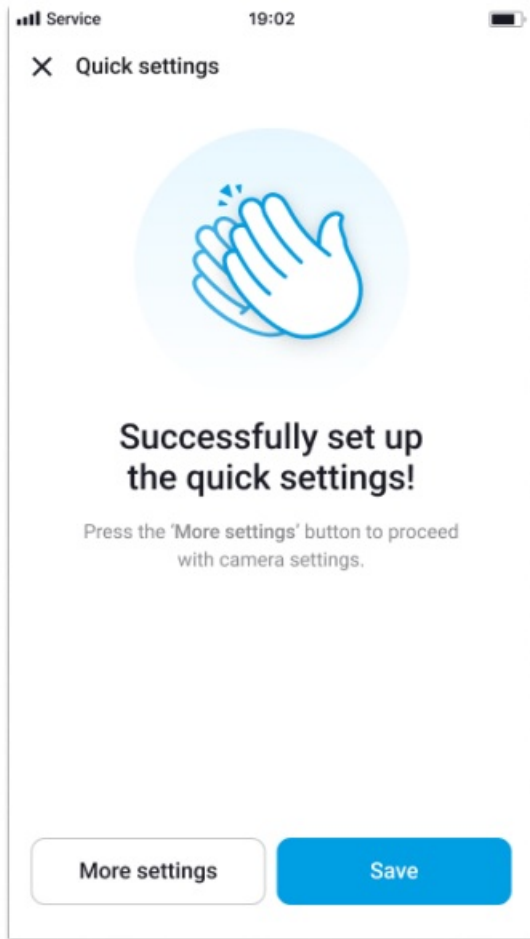 Service 19:02
Quick settings
Successfully set up
the quick settings!
Press the 'More settings' button to proceed
with camera settings.
More settings Save